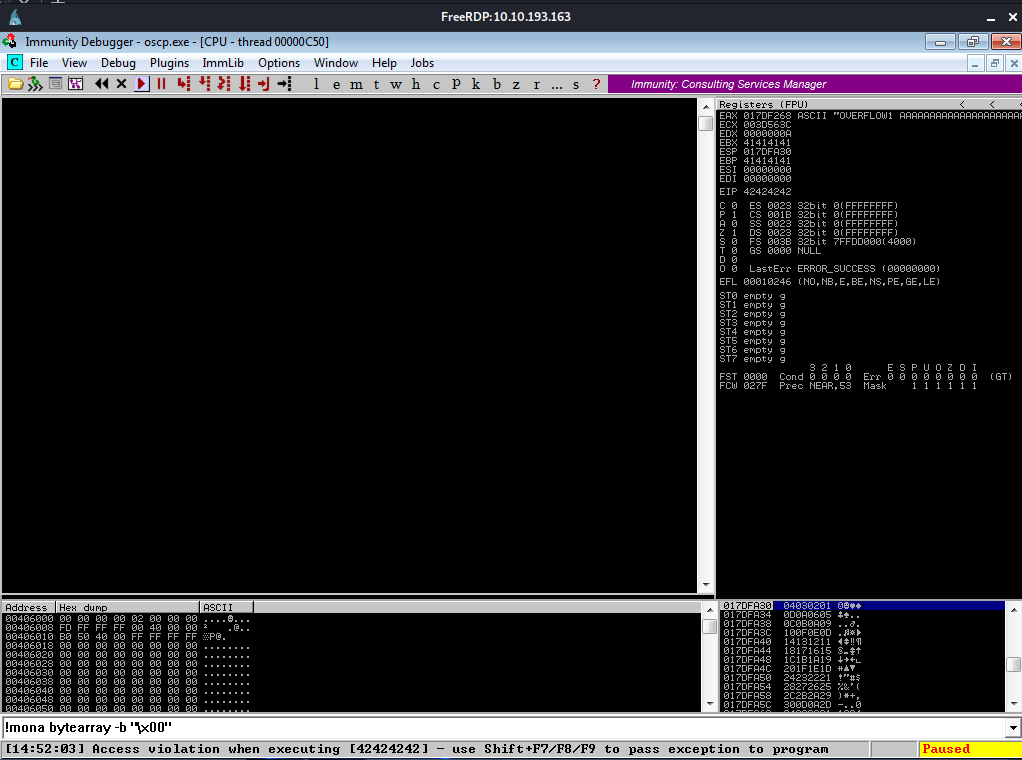 FreeRDP:10.10.193.163
Immunity Debugger - oscp.exe - [CPU - thread 00000C50]
C File View Debug Plugins ImmLib Options Window Help Jobs
l e m t w h c P k b z r ... s ? Immunity: Consulting Services Manager
Registers (FPU) < < <
EAX 017DF268 ASCII "OVERFLOW1 AAAAAAAAAAAAAAAAAAAA
ECX 003D563C
EDX 0000000A
EBX 41414141
ESP 017DFA30
EBP 41414141
ESI 00000000
EDI 00000000
EIP 42424242
C 0 ES 0023 32bit 0(FFFFFFFF)
P 1 CS 001B 32bit 0(FFFFFFFF)
A 0 SS 0023 32bit 0(FFFFFFFF)
Z 1 DS 0023 32bit 0(FFFFFFFF)
S 0 FS 003B 32bit 7FFDD000(4000)
T 0 GS 0000 NULL
D 0
O 0 LastErr ERROR_SUCCESS (00000000)
EFL 00010246 (NO,NB,E,BE,NS,PE,GE,LE)
ST0 empty g
ST1 empty g
ST2 empty g
ST3 empty g
ST4 empty g
ST5 empty g
ST6 empty g
ST7 empty g
3 2 1 0 E S P U O Z D I
FST 0000 Cond 0 0 0 0 Err 0 0 0 0 0 0 0 0 (GT)
FCW 027F Prec NEAR,53 Mask 1 1 1 1 1 1
Address Hex dump ASCII
00406000 00 00 00 00 02 00 00 00
00406008 FD FF FF FF 00 40 00 00
00406010 B0 50 40 00 FF FF FF FF
00406018 00 00 00 00 00 00 00 00 ........
00406020 00 00 00 00 00 00 00 00 ........
00406028 00 00 00 00 00 00 00 00 ........
00406030 00 00 00 00 00 00 00 00 ........
00406038 00 00 00 00 00 00 00 00 ........
00406040 00 00 00 00 00 00 00 00 ........
00406048 00 00 00 00 00 00 00 00 ........
00406050 00 00 00 00 00 00 00 00 ........
017DFA30 04030201
017DFA34 0D0A0605
017DFA38 0C0B0A09
017DFA3C 100F0E0D
017DFA40 14131211
017DFA44 18171615
017DFA48 1C1B1A19
017DFA4C 201F1E1D
017DFA50 24232221
017DFA54 28272625 %&'(
017DFA58 2C2B2A29 )*+,
017DFA5C 300D0A2D -..0
!mona bytearray -b "\x00"
[14:52:03] Access violation when executing [42424242] - use Shift+F7/F8/F9 to pass exception to program
Paused